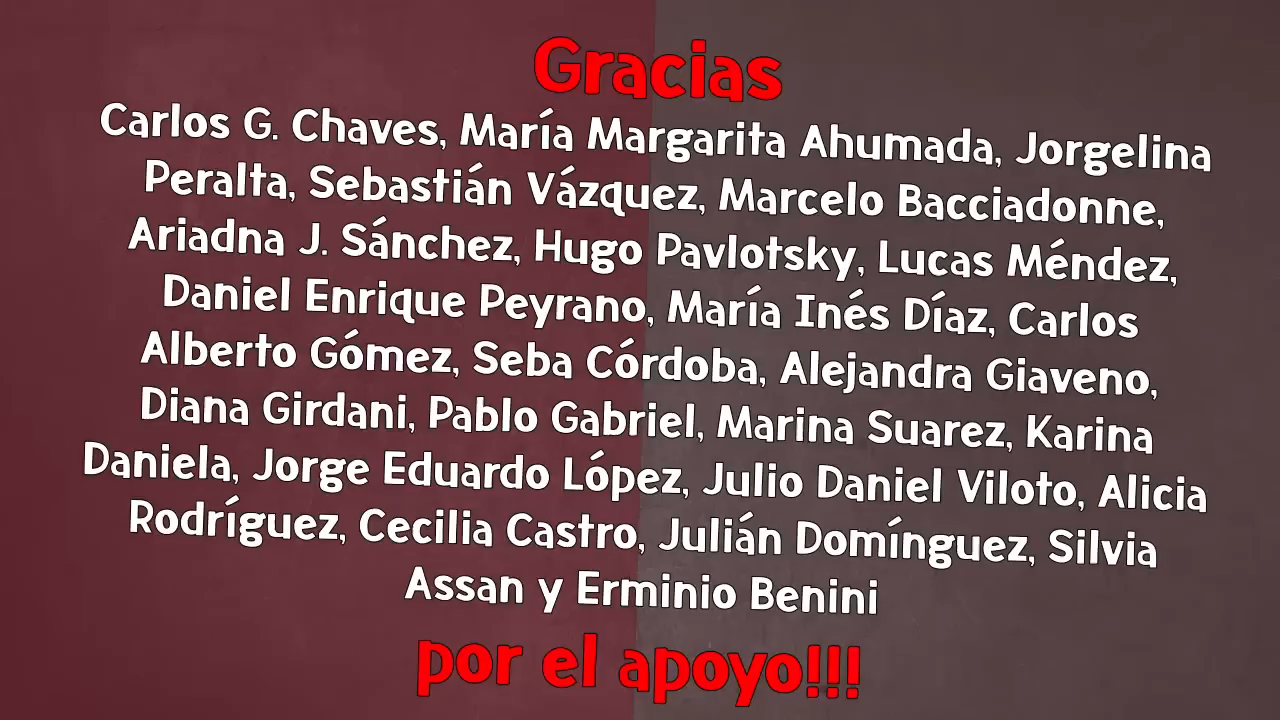 Gracias
Carlos G. Chaves, María Margarita Ahumada, Jorgelina
Peralta, Sebastián Vázquez, Marcelo Bacciadonne,
Ariadna J. Sánchez, Hugo Pavlotsky, Lucas Méndez,
Daniel Enrique Peyrano, María Inés Díaz, Carlos
Alberto Gómez, Seba Córdoba, Alejandra Giaveno,
Diana Girdani, Pablo Gabriel, Marina Suarez, Karina
Daniela, Jorge Eduardo López, Julio Daniel Viloto, Alicia
Rodríguez, Cecilia Castro, Julián Domínguez, Silvia
Assan y Erminio Benini
por el apoyo!!!